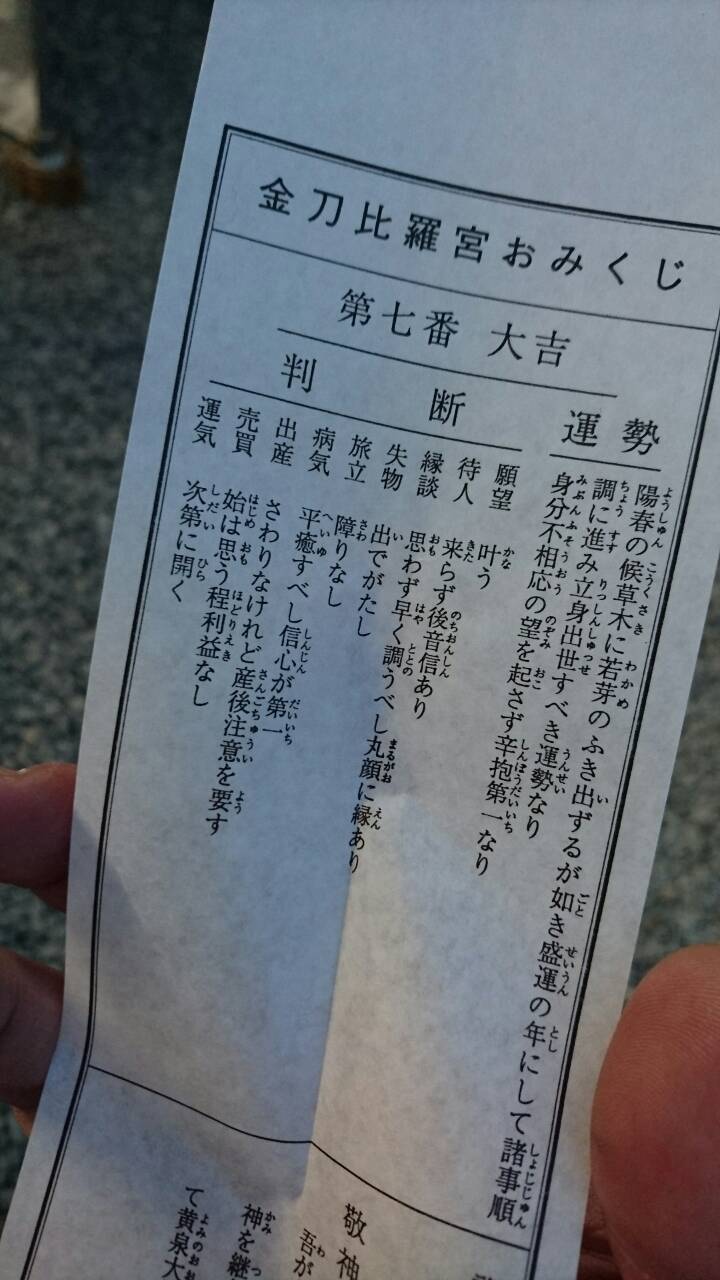 金刀比羅宮おみくじ
第七番 大吉
運勢
陽春の候草木に若芽のふき出ずるが如き盛運の年にして諸事順
調に進み立身出世すべき運勢なり
身分不相応の望を起さず辛抱第一なり
判断
願望 叶う
待人 来らず後音信あり
縁談 思わず早く調うべし丸顔に縁あり
失物 出でがたし
旅立 障りなし
病気 平癒すべし信心が第一
出産 さわりなけれど産後注意を要す
売買 始は思う程利益なし
運気 次第に開く
敬神
吾が
神を継
て黄泉大